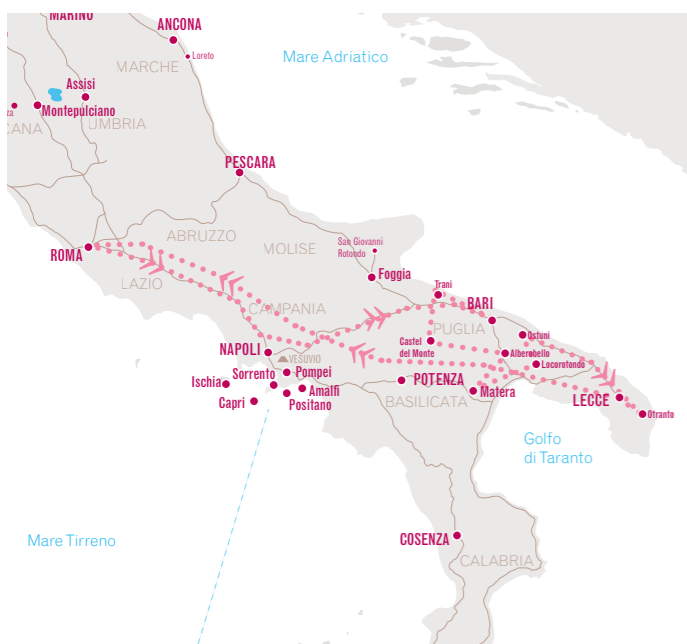 MARINO
ANCONA
Loreto
MARCHE
Mare Adriatico
Assisi
Montepulciano
za
CANA
UMBRIA
PESCARA
ABRUZZO
MOLISE
San Giovanni
Rotondo
ROMA
Foggia
LAZIO
Trani
CAMPANIA
BARI
PUGLIA
Ostuni
Castel
del Monte
NAPOLI
VESUVIO
Alberobello
Locorotondo
Pompei
Ischia
Sorrento
POTENZA
Amalfi
Matera
Capri
Positano
BASILICATA
LECCE
Otranto
Golfo
di Taranto
Mare Tirreno
COSENZA
CALABRIA